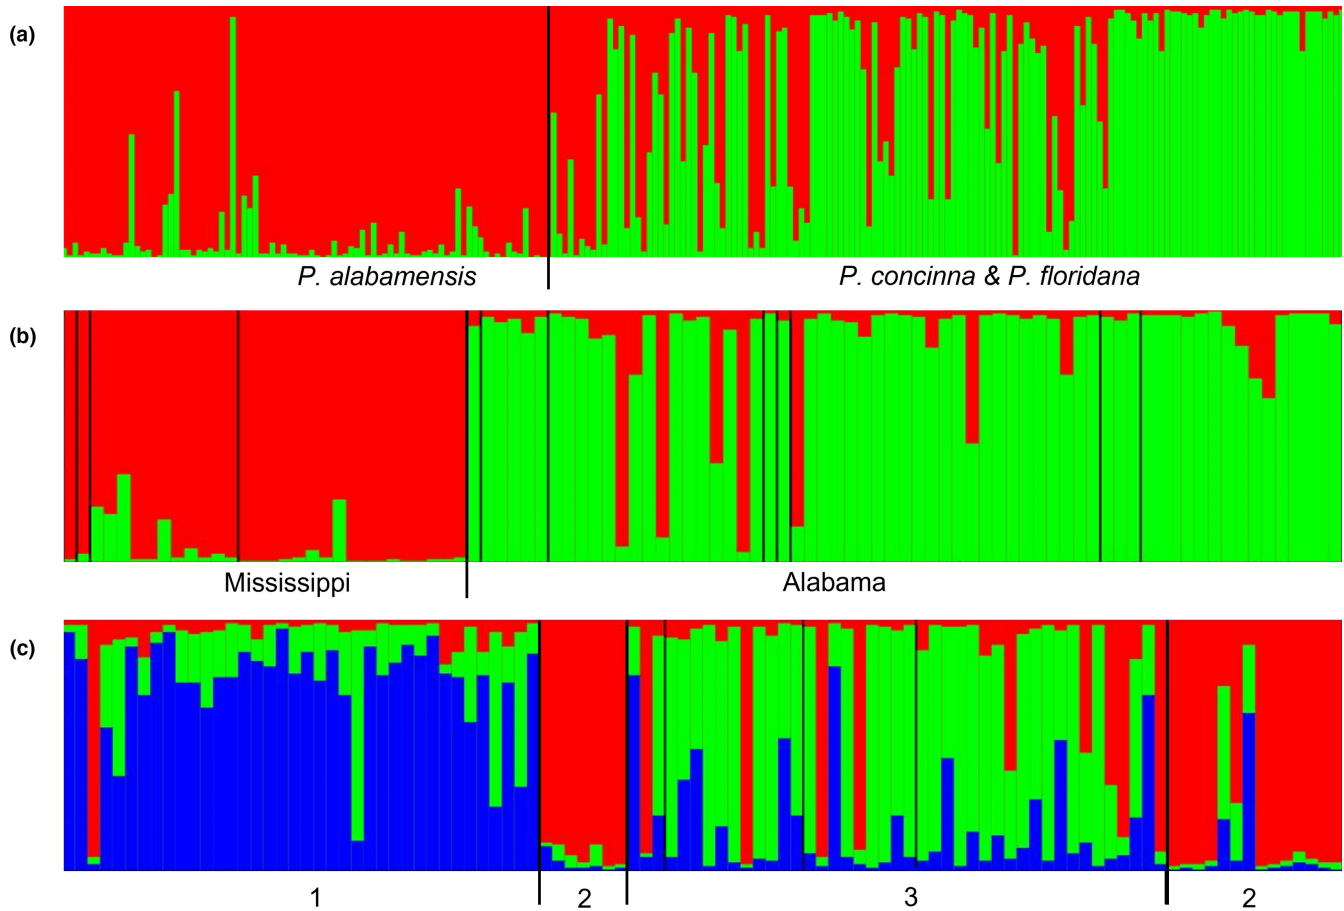 (a)
P. alabamensis P. concinna & P. floridana
(b)
Mississippi Alabama
(c)
1 2 3 2